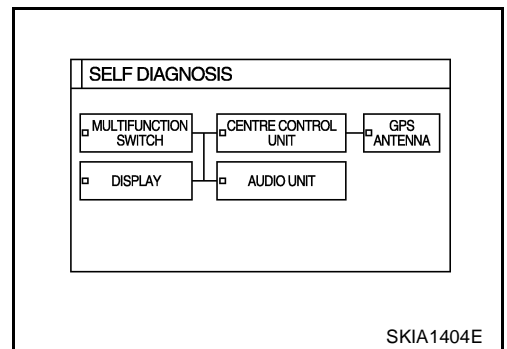 SELF DIAGNOSIS
MULTIFUNCTION
SWITCH
CENTRE CONTROL
UNIT
GPS
ANTENNA
DISPLAY
AUDIO UNIT
SKIA1404E